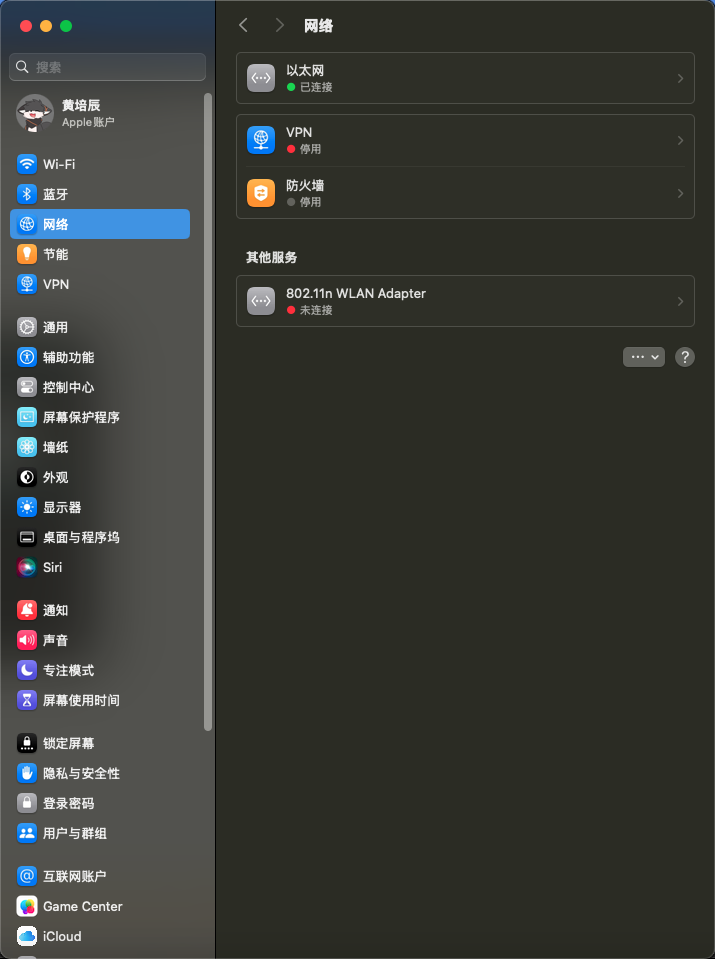 网络
搜索
黄培辰
Apple账户
Wi-Fi
蓝牙
网络
节能
VPN
通用
辅助功能
控制中心
屏幕保护程序
墙纸
外观
显示器
桌面与程序坞
Siri
通知
声音
专注模式
屏幕使用时间
锁定屏幕
隐私与安全性
登录密码
用户与群组
互联网账户
Game Center
iCloud
以太网
已连接
VPN
停用
防火墙
停用
其他服务
802.11n WLAN Adapter
未连接
?